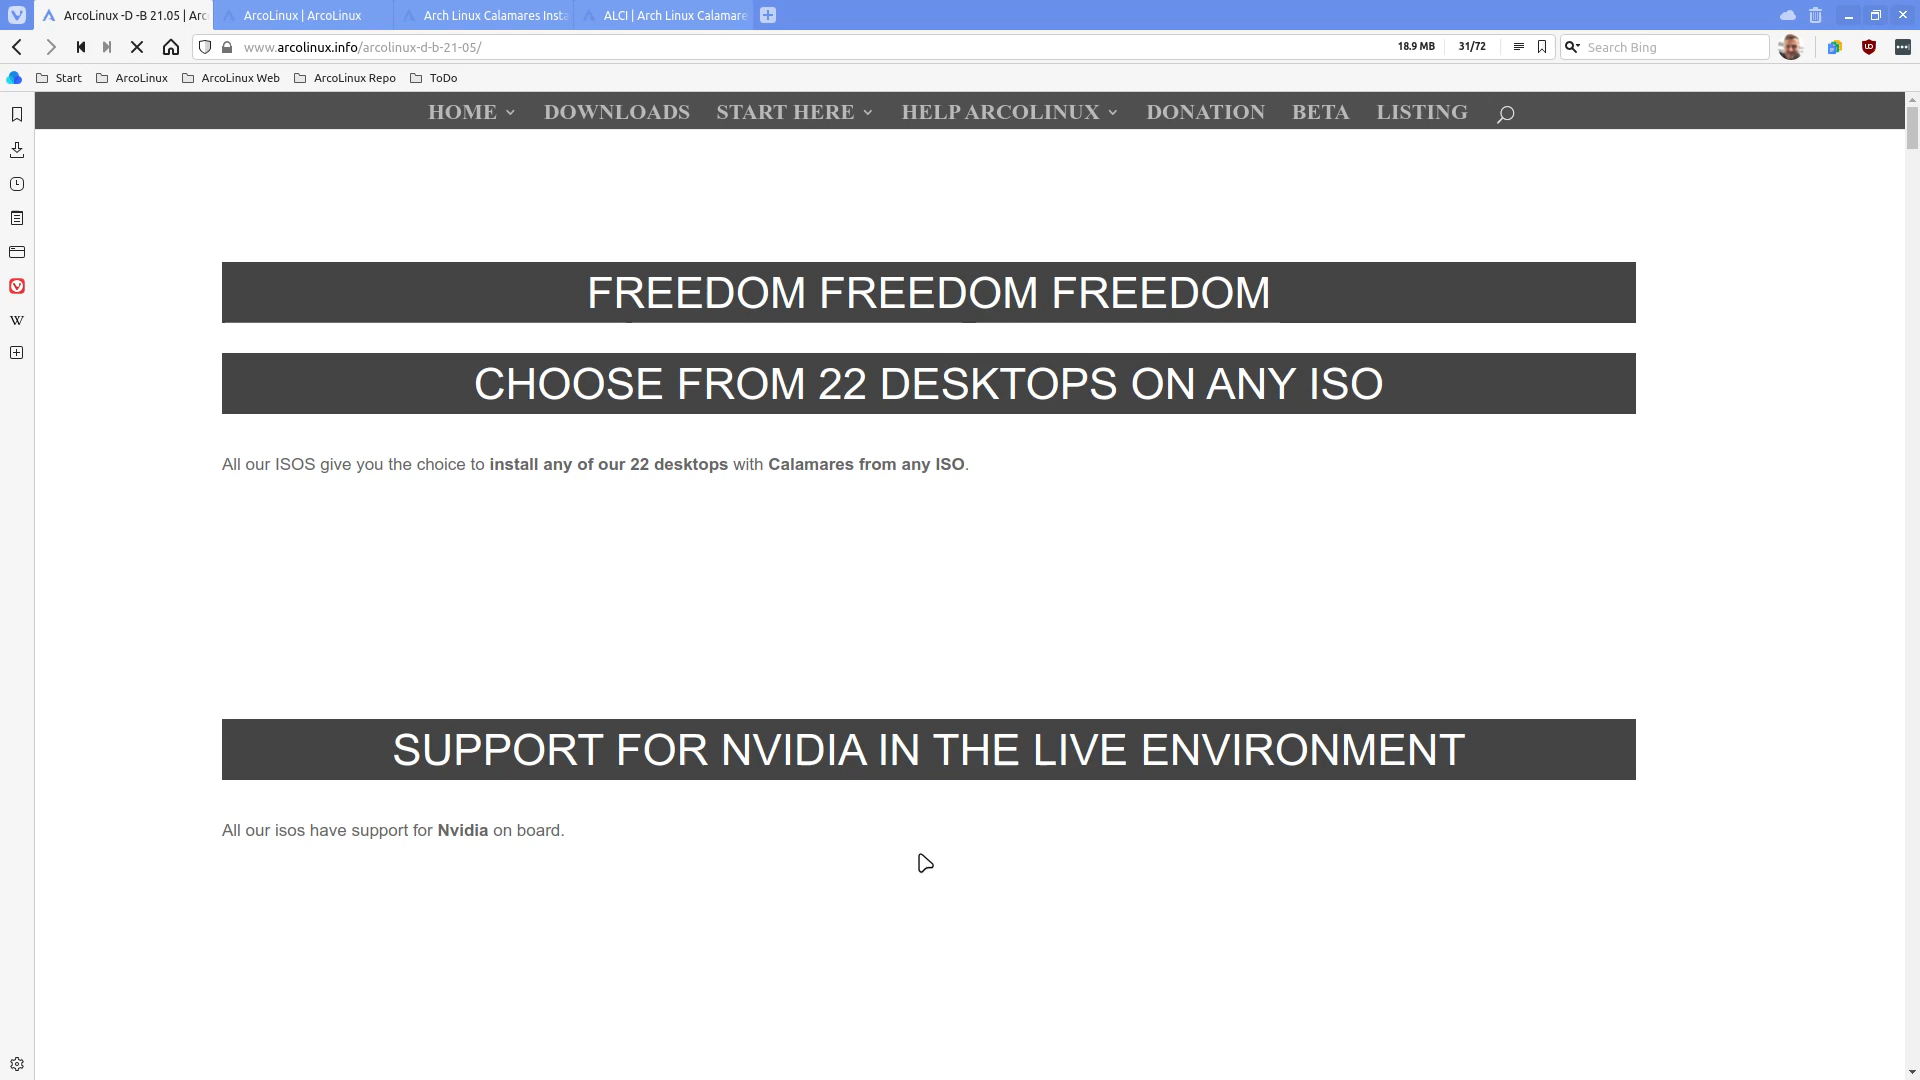 ArcoLinux -D -B 21.05 | Arc
ArcoLinux | ArcoLinux
Arch Linux Calamares Insta
ALCI | Arch Linux Calamare
www.arcolinux.info/arcolinux-d-b-21-05/
18.9 MB
31/72
Search Bing
Start
ArcoLinux
ArcoLinux Web
ArcoLinux Repo
ToDo
HOME
DOWNLOADS
START HERE
HELP ARCOLINUX
DONATION
BETA
LISTING
FREEDOM FREEDOM FREEDOM
CHOOSE FROM 22 DESKTOPS ON ANY ISO
All our ISOS give you the choice to install any of our 22 desktops with Calamares from any ISO.
SUPPORT FOR NVIDIA IN THE LIVE ENVIRONMENT
All our isos have support for Nvidia on board.